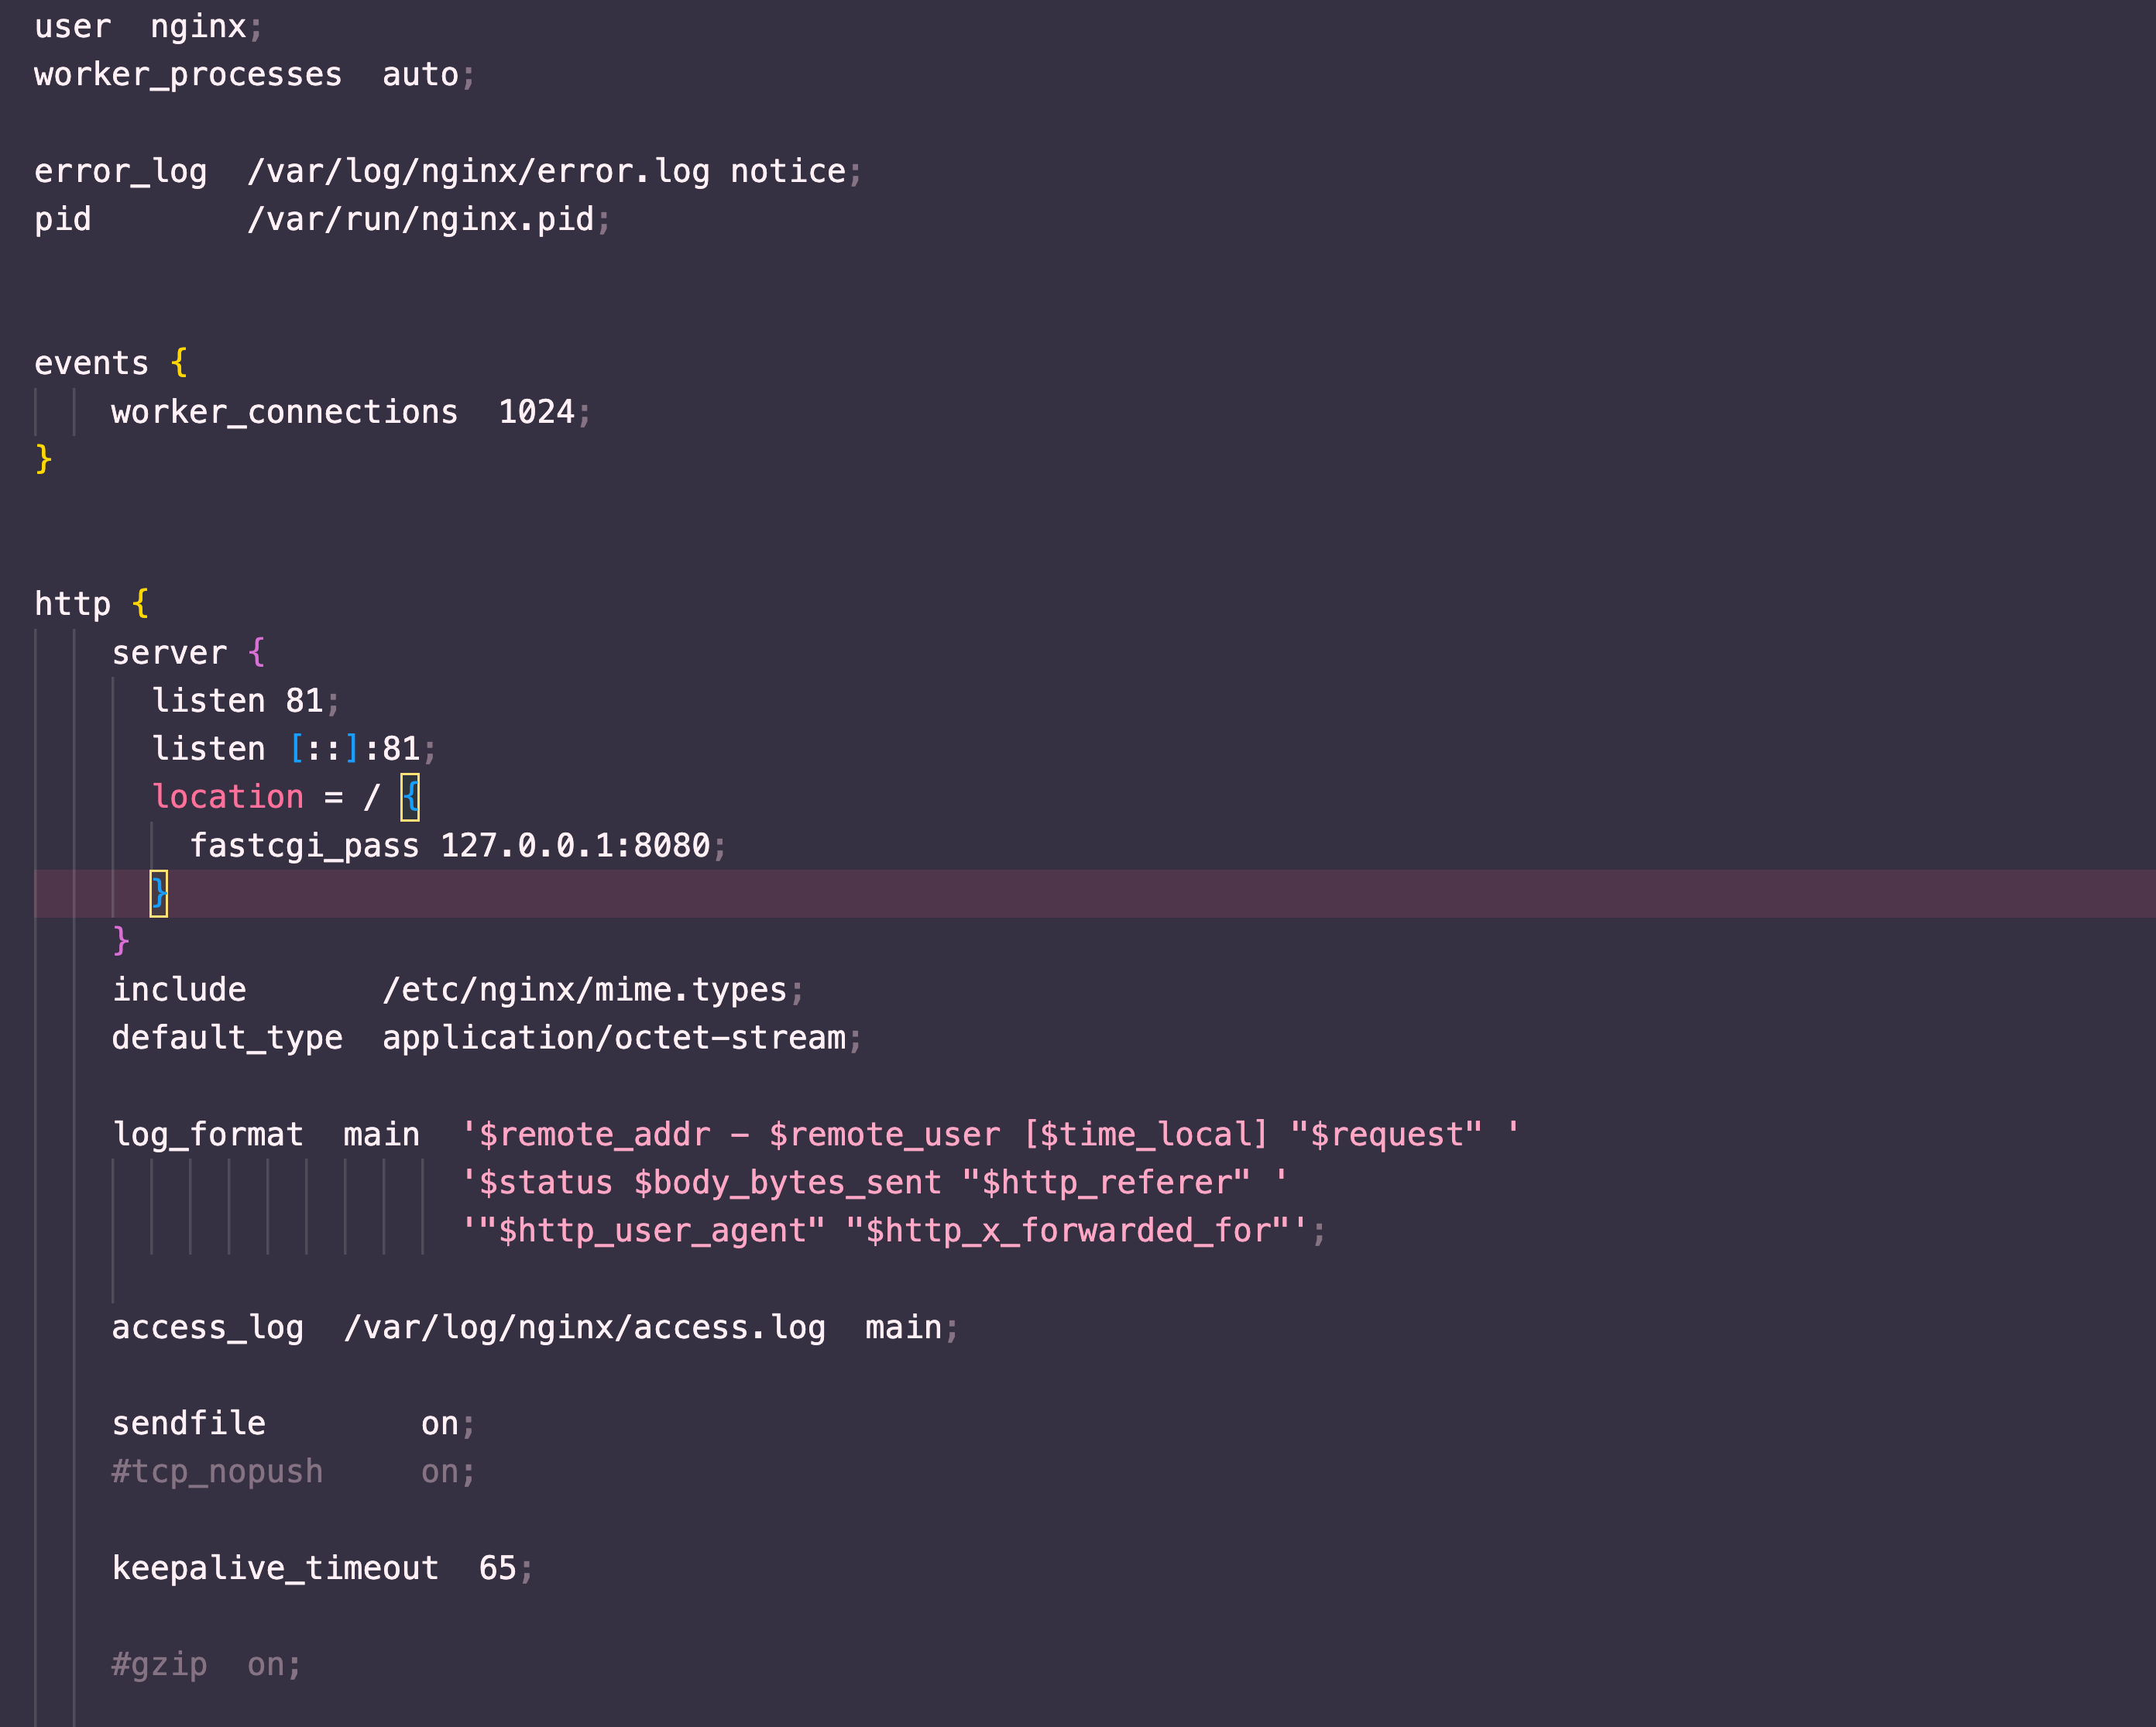 user  nginx;
worker_processes  auto;
error_log  /var/log/nginx/error.log notice;
pid        /var/run/nginx.pid;
events {
    worker_connections  1024;
}
http {
    server {
      listen 81;
      listen [::]:81;
      location = / {
        fastcgi_pass 127.0.0.1:8080;
      }
    }
    include       /etc/nginx/mime.types;
    default_type  application/octet-stream;
    log_format  main  '$remote_addr - $remote_user [$time_local] "$request" '
                      '$status $body_bytes_sent "$http_referer" '
                      '"$http_user_agent" "$http_x_forwarded_for"';
    access_log  /var/log/nginx/access.log  main;
    sendfile        on;
    #tcp_nopush     on;
    keepalive_timeout  65;
    #gzip  on;